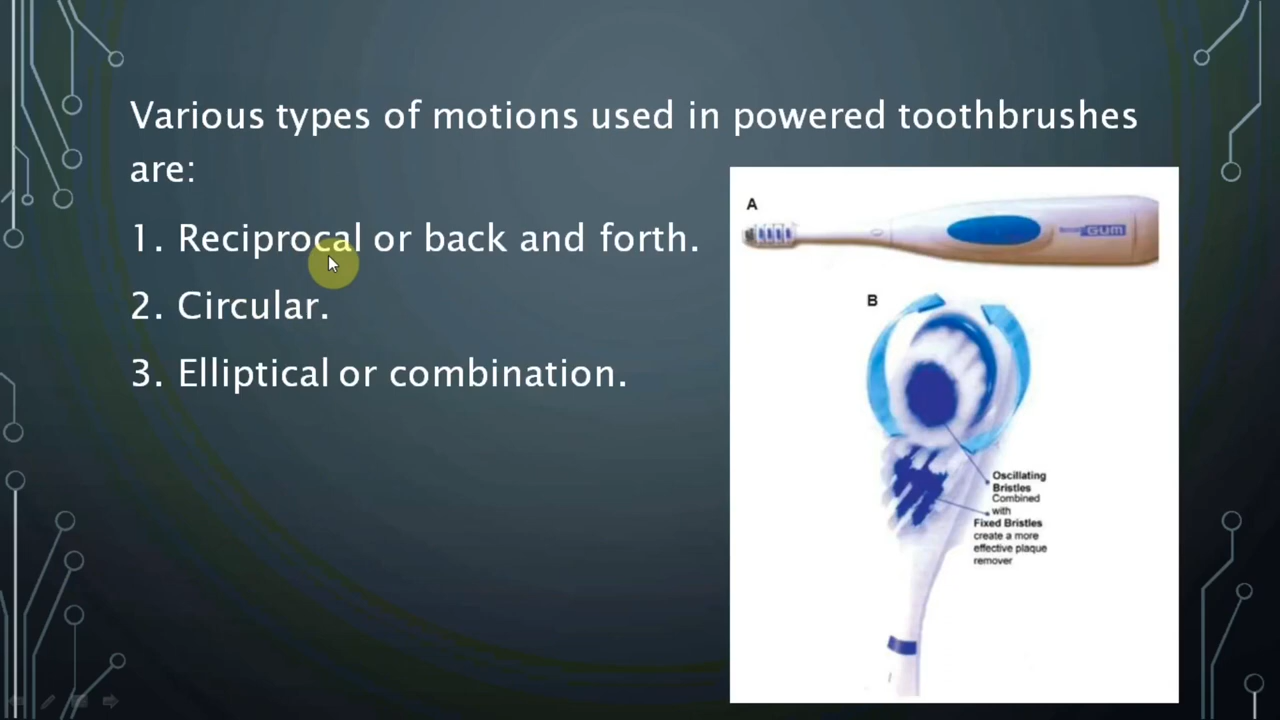 Various types of motions used in powered toothbrushes
are:
1. Reciprocal or back and forth.
2. Circular.
3. Elliptical or combination.
A
GUM
B
Oscillating
Bristles
Combined
with
Fixed Bristles
create a more
effective plaque
remover